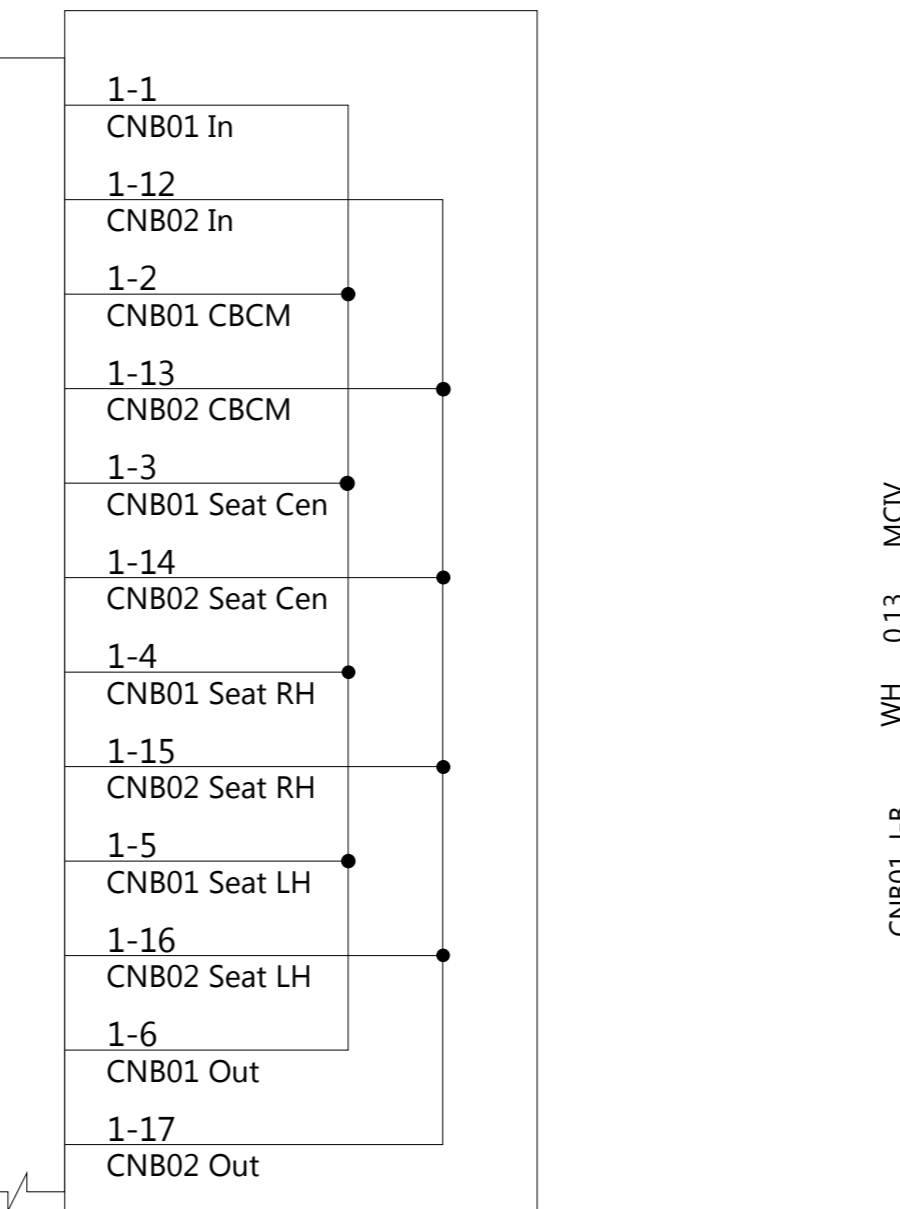 1-1
CNB01 In
1-12
CNB02 In
1-2
CNB01 CBCM
1-13
CNB02 CBCM
1-3
CNB01 Seat Cen
1-14
CNB02 Seat Cen
1-4
CNB01 Seat RH
1-15
CNB02 Seat RH
1-5
CNB01 Seat LH
1-16
CNB02 Seat LH
1-6
CNB01 Out
1-17
CNB02 Out
WH 0.13